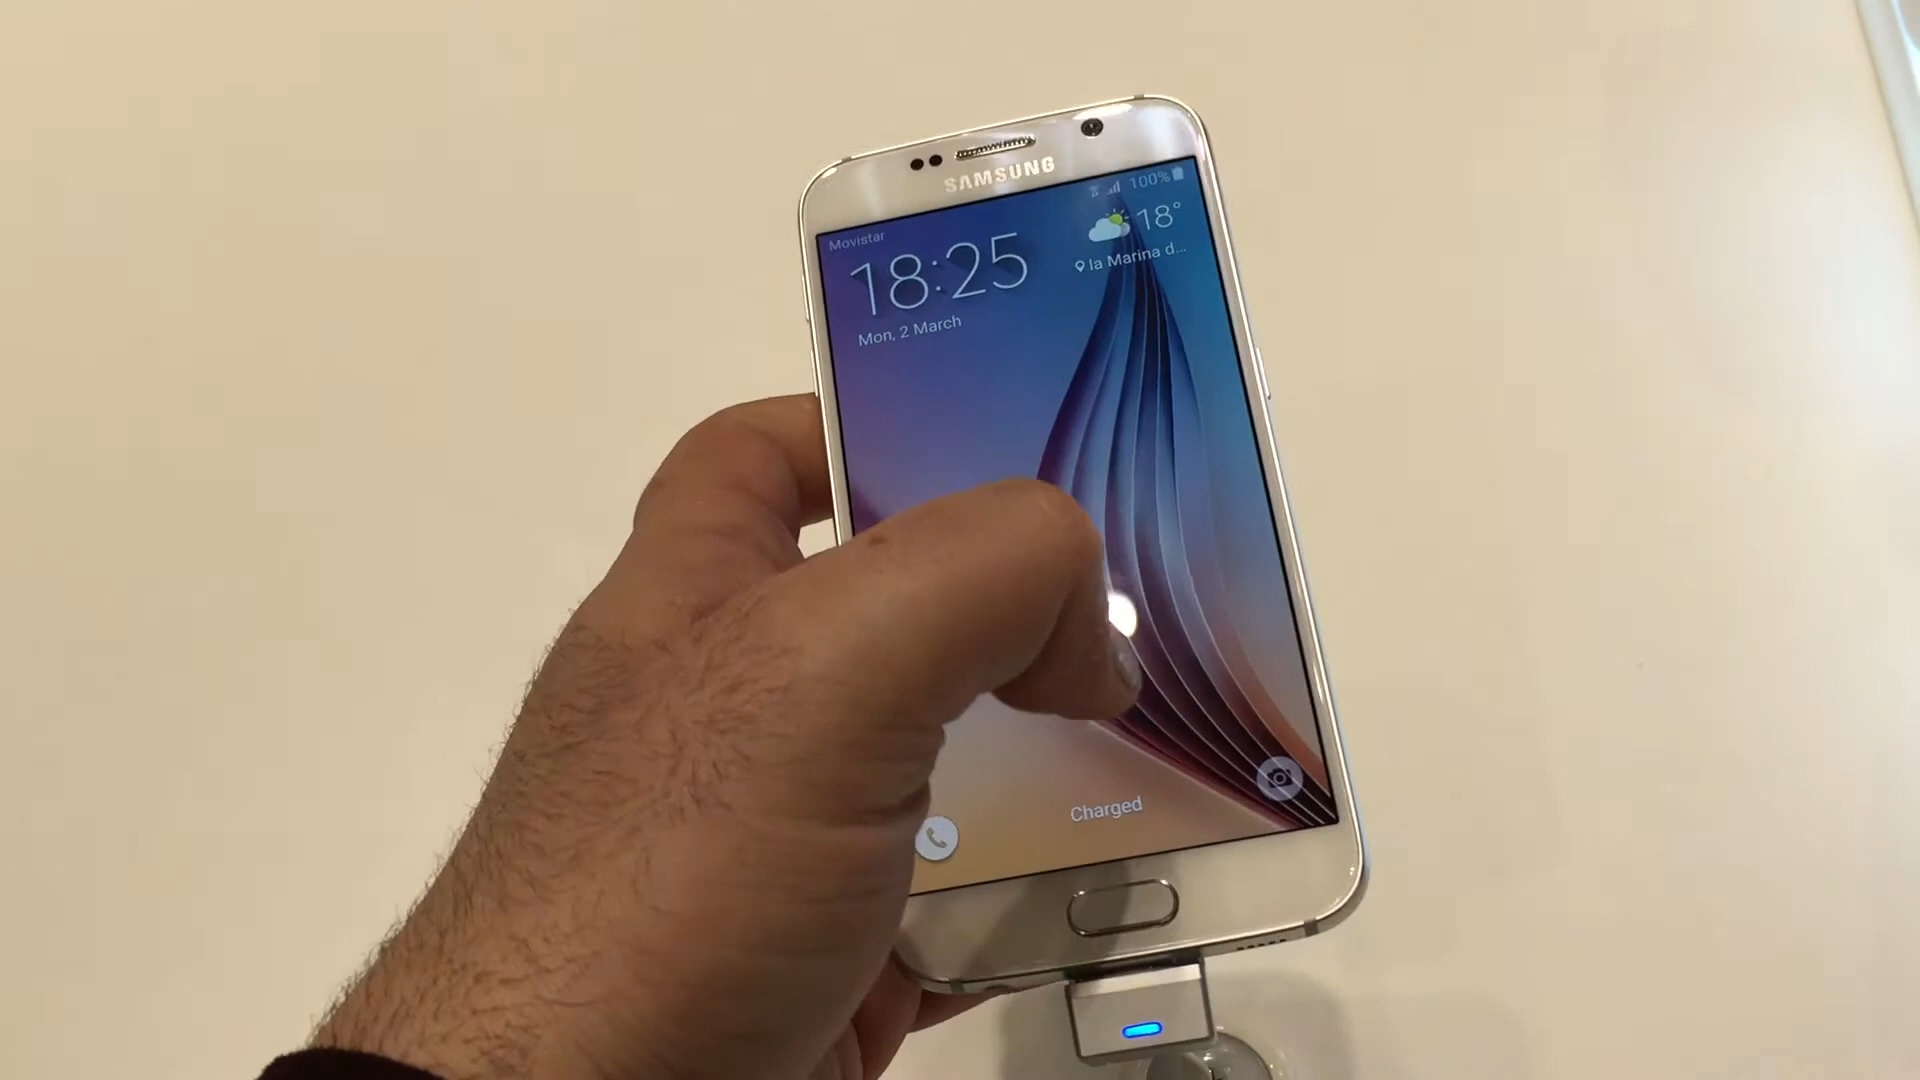 SAMSUNG
100%
Movistar
18:25
18°
la Marina d...
Mon, 2 March
Charged